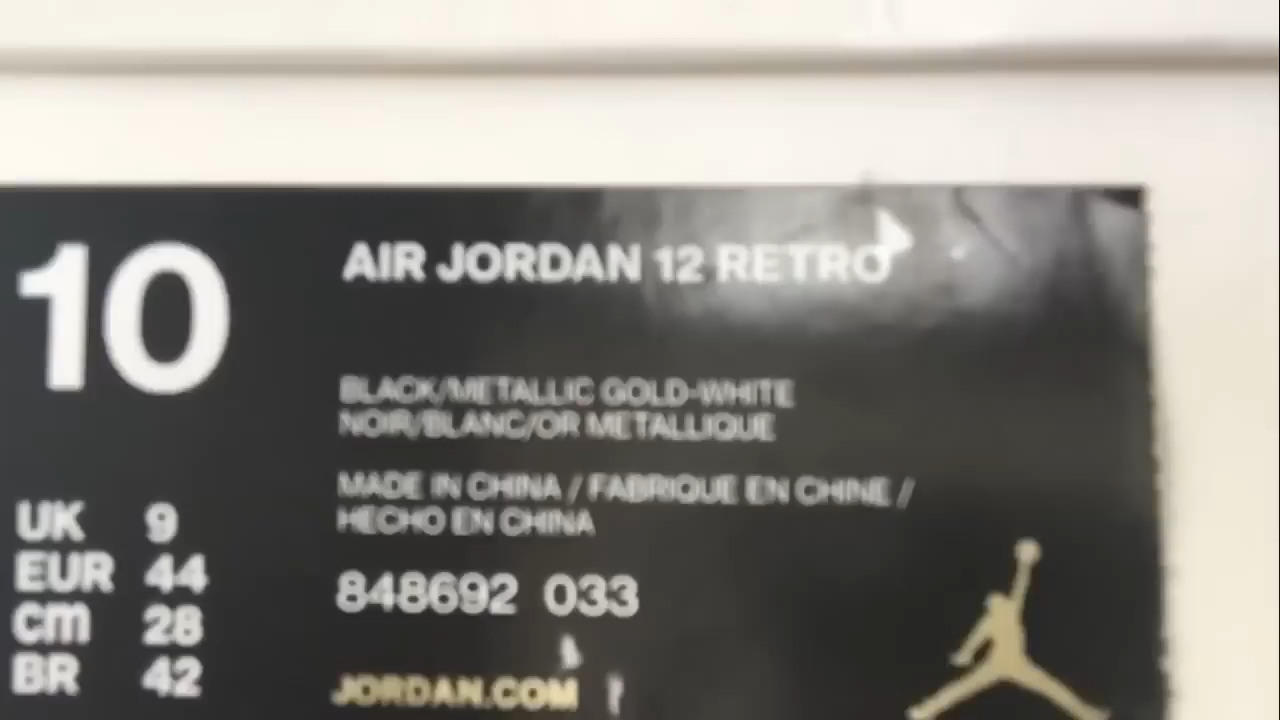 10
AIR JORDAN 12 RETRO
BLACK/METALLIC GOLD-WHITE
NOIR/BLANC/OR METALLIQUE
MADE IN CHINA / FABRIQUE EN CHINE /
HECHO EN CHINA
UK 9
EUR 44
cm 28
BR 42
848692 033
JORDAN.COM